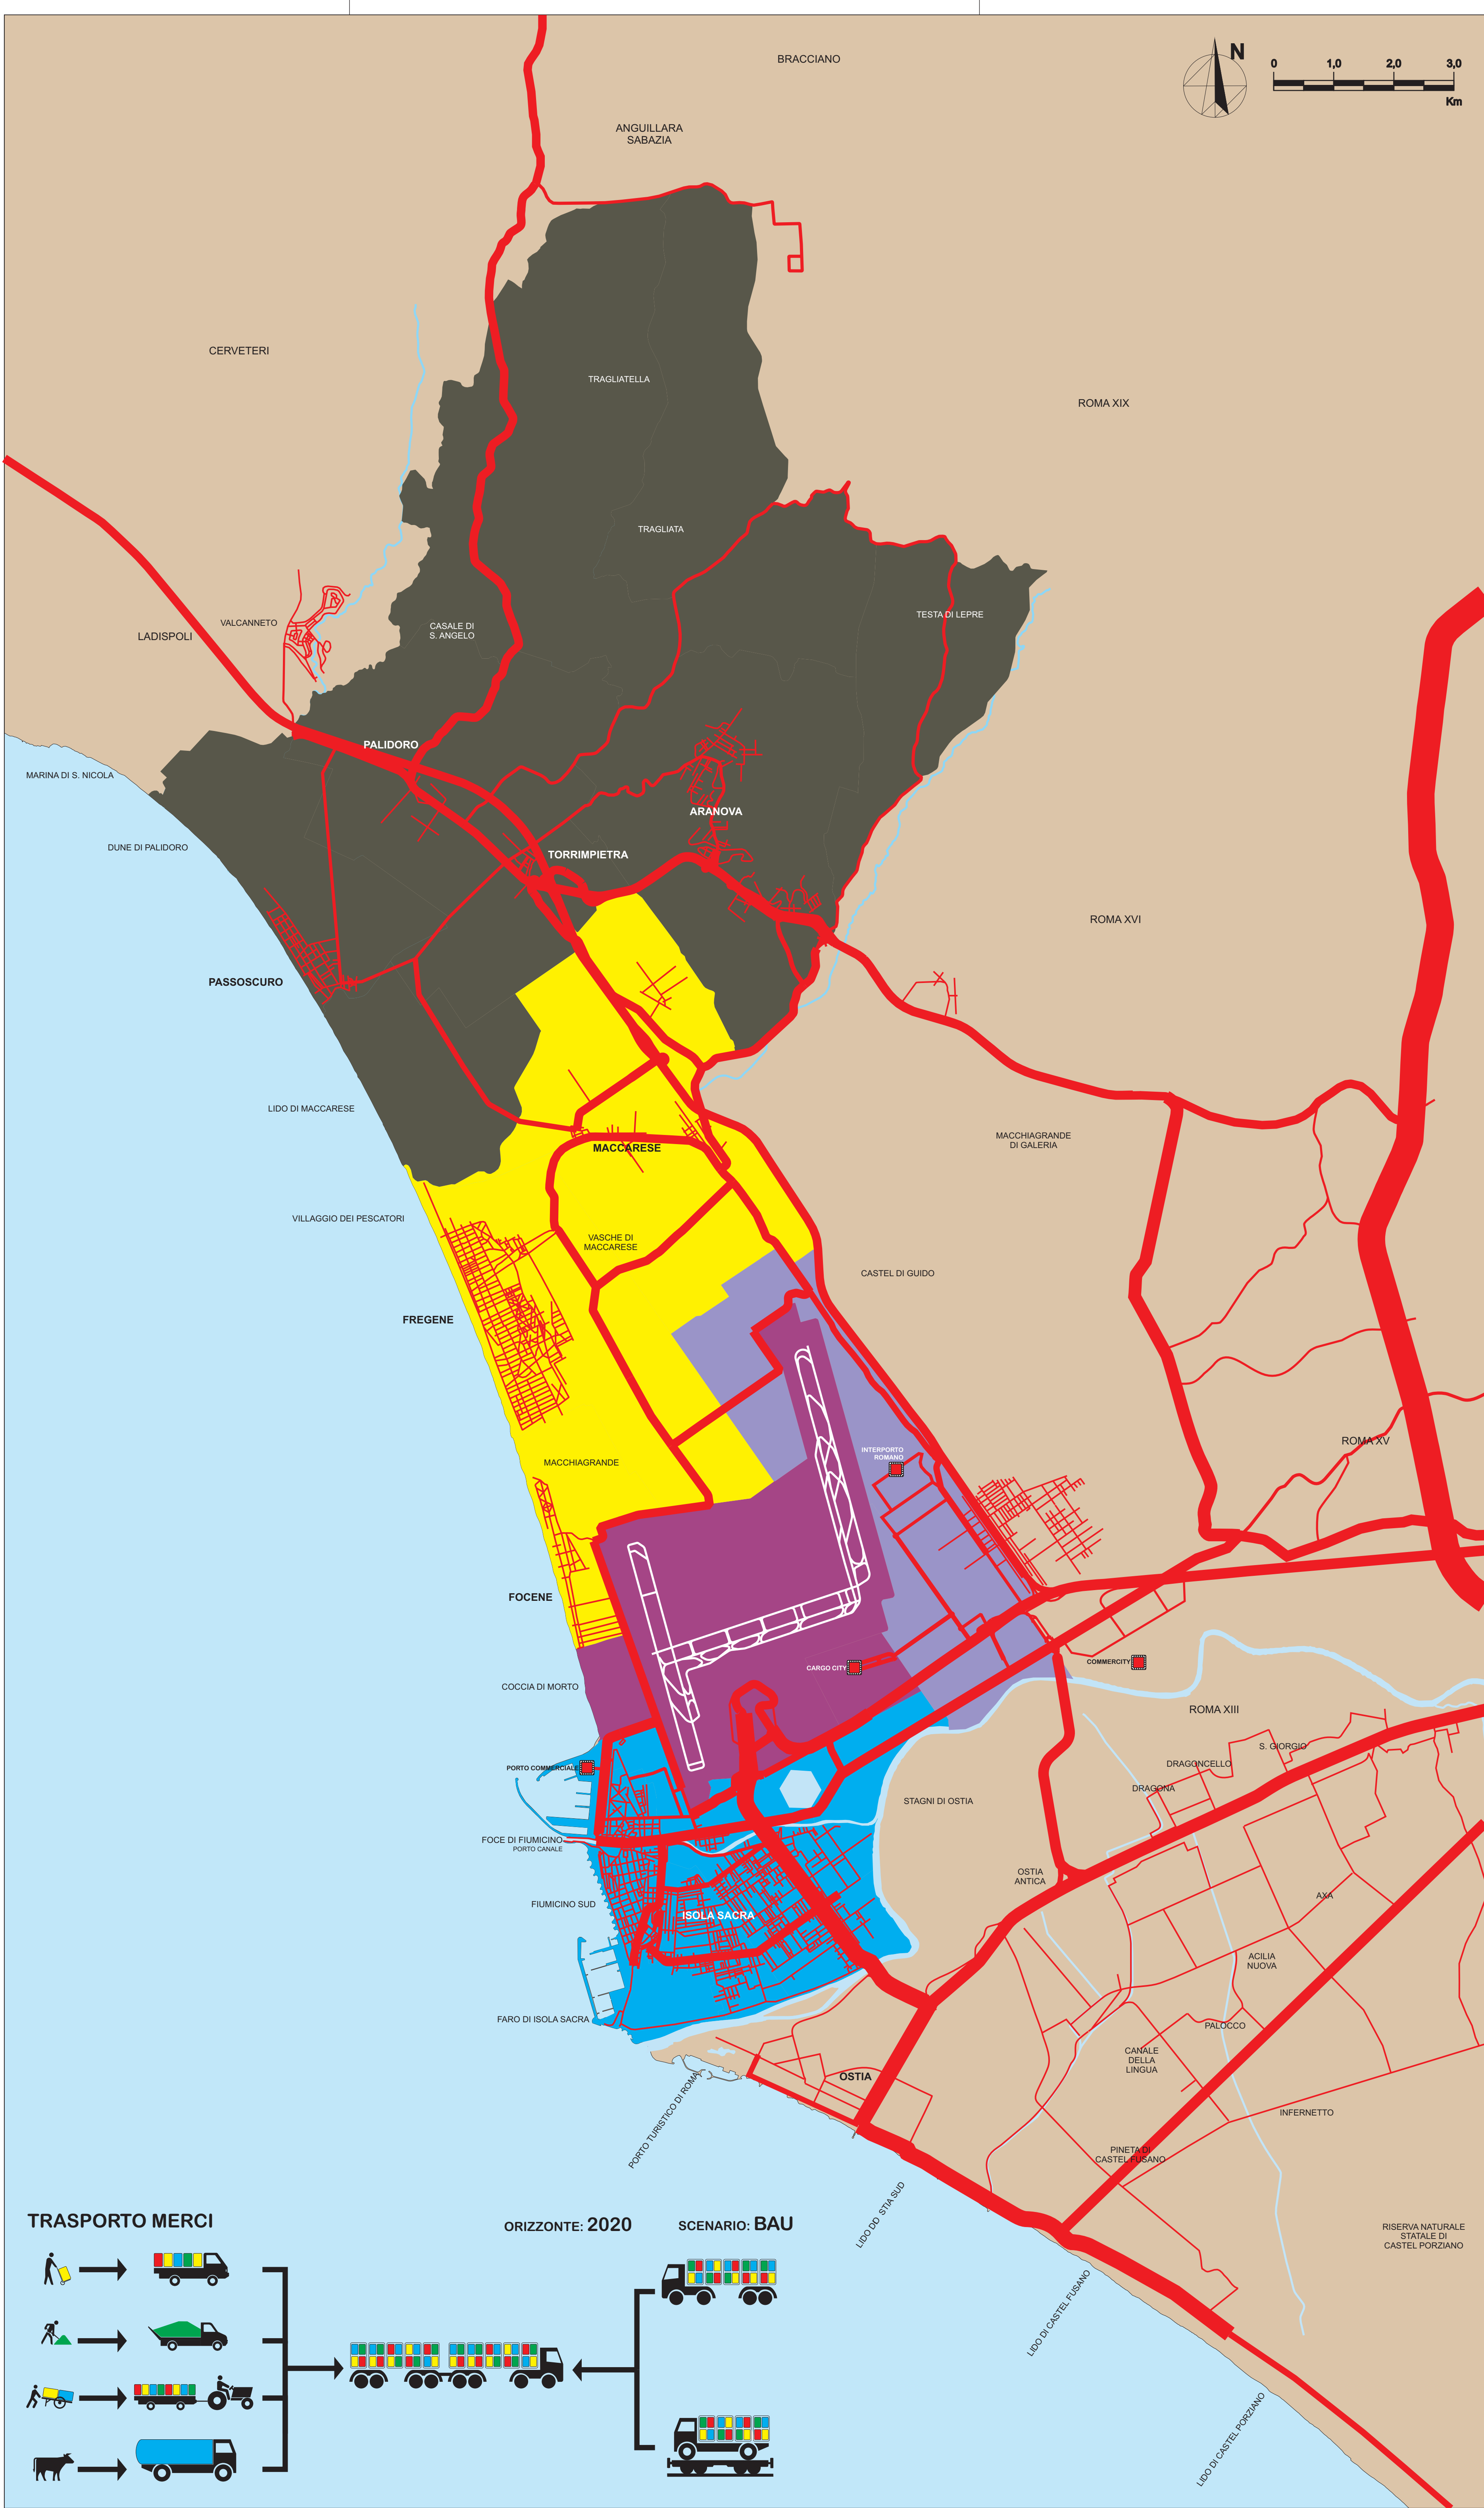 BRACCIANO
N
0 1,0 2,0 3,0
Km
ANGUILLARA
SABAZIA
CERVETERI
TRAGLIATELLA
ROMA XIX
TRAGLIATA
VALCANNETO
LADISPOLI
CASALE DI
S. ANGELO
TESTA DI LEPRE
PALIDORO
MARINA DI S. NICOLA
ARANOVA
DUNE DI PALIDORO
TORRIMPIETRA
ROMA XVI
PASSOSCURO
LIDO DI MACCARESE
MACCHIAGRANDE
DI GALERIA
MACCARESE
VILLAGGIO DEI PESCATORI
VASCHE DI
MACCARESE
CASTEL DI GUIDO
FREGENE
ROMA XV
INTERPORTO
ROMANO
MACCHIAGRANDE
FOCENE
CARGO CITY
COMMERCITY
COCCIA DI MORTO
ROMA XIII
S. GIORGIO
DRAGONCELLO
PORTO COMMERCIALE
DRAGONA
STAGNI DI OSTIA
FOCE DI FIUMICINO
PORTO CANALE
OSTIA
ANTICA
AXA
FIUMICINO SUD
ISOLA SACRA
ACILIA
NUOVA
FARO DI ISOLA SACRA
PALOCCO
CANALE
DELLA
LINGUA
OSTIA
PORTO TURISTICO DI ROMA
INFERNETTO
PINETA DI
CASTEL FUSANO
LIDO DD STIA SUD
RISERVA NATURALE
STATALE DI
CASTEL PORZIANO
LIDO DI CASTEL FUSANO
LIDO DI CASTEL PORZIANO
TRASPORTO MERCI
ORIZZONTE: 2020
SCENARIO: BAU